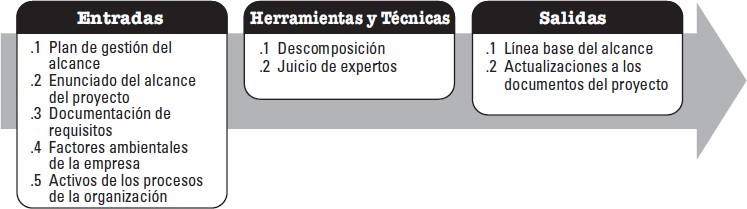 Entradas
.1 Plan de gestión del
alcance
.2 Enunciado del alcance
del proyecto
.3 Documentación de
requisitos
.4 Factores ambientales
de la empresa
.5 Activos de los procesos
de la organización
Herramientas y Técnicas
.1 Descomposición
.2 Juicio de expertos
Salidas
.1 Línea base del alcance
.2 Actualizaciones a los
documentos del proyecto